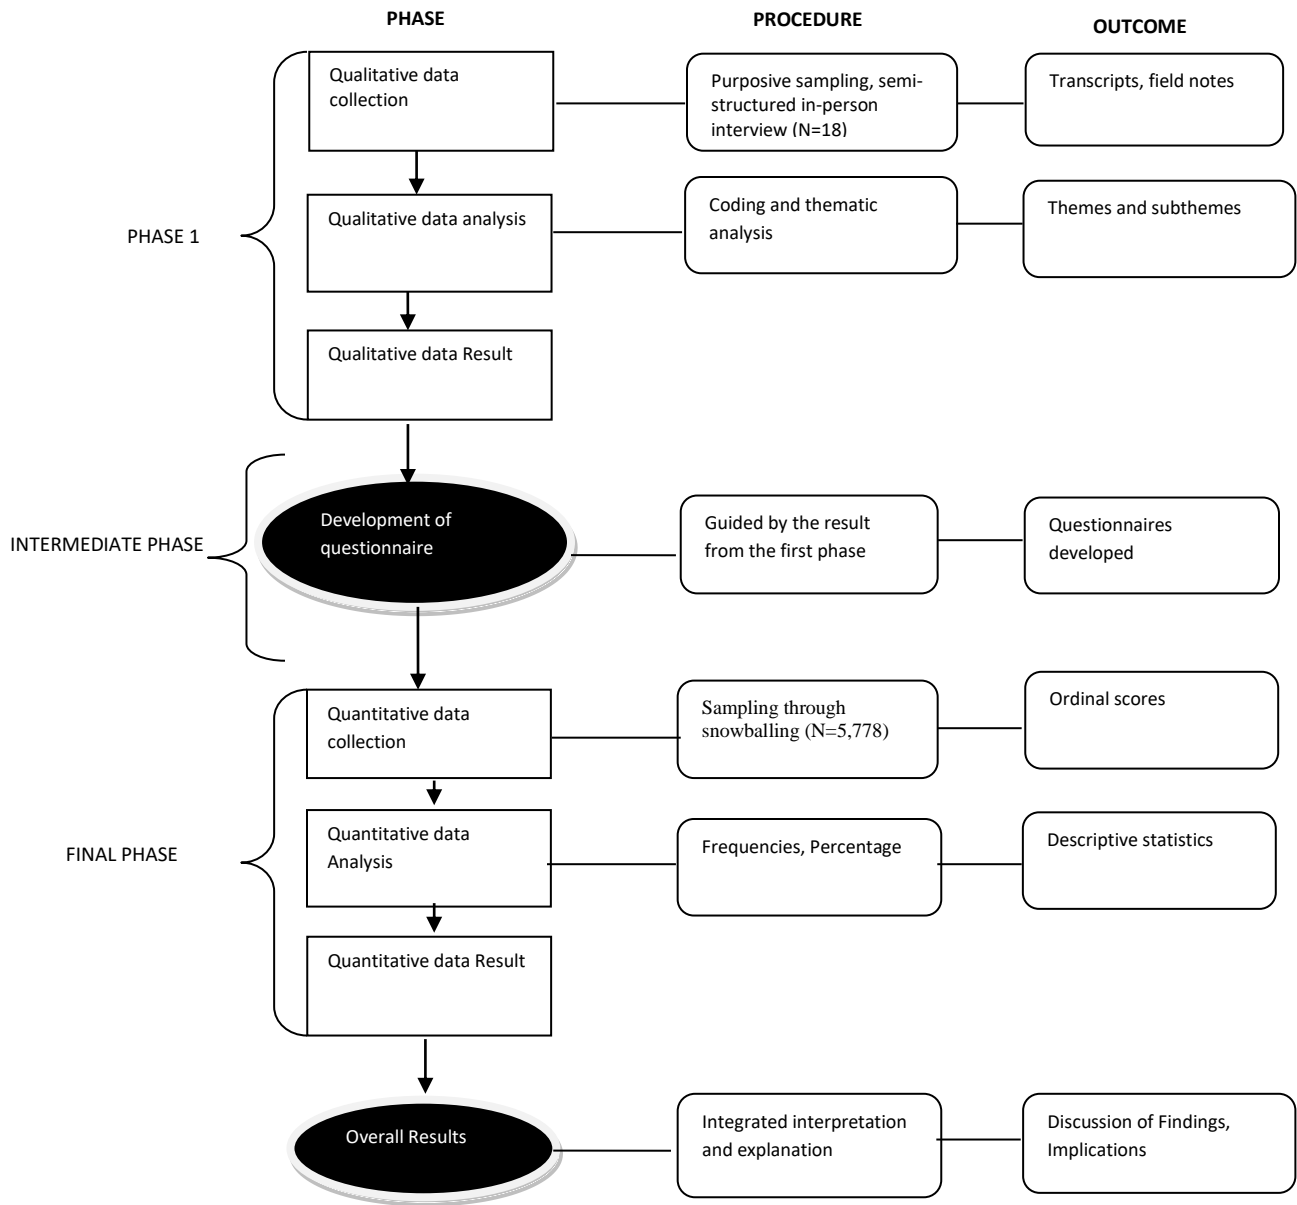 PHASE
PROCEDURE
OUTCOME
Qualitative data
collection
Purposive sampling, semi-
structured in-person
interview (N=18)
Transcripts, field notes
PHASE 1
Qualitative data analysis
Coding and thematic
analysis
Themes and subthemes
Qualitative data Result
INTERMEDIATE PHASE
Development of
questionnaire
Guided by the result
from the first phase
Questionnaires
developed
FINAL PHASE
Quantitative data
collection
Sampling through
snowballing (N=5,778)
Ordinal scores
Quantitative data
Analysis
Frequencies, Percentage
Descriptive statistics
Quantitative data Result
Overall Results
Integrated interpretation
and explanation
Discussion of Findings,
Implications